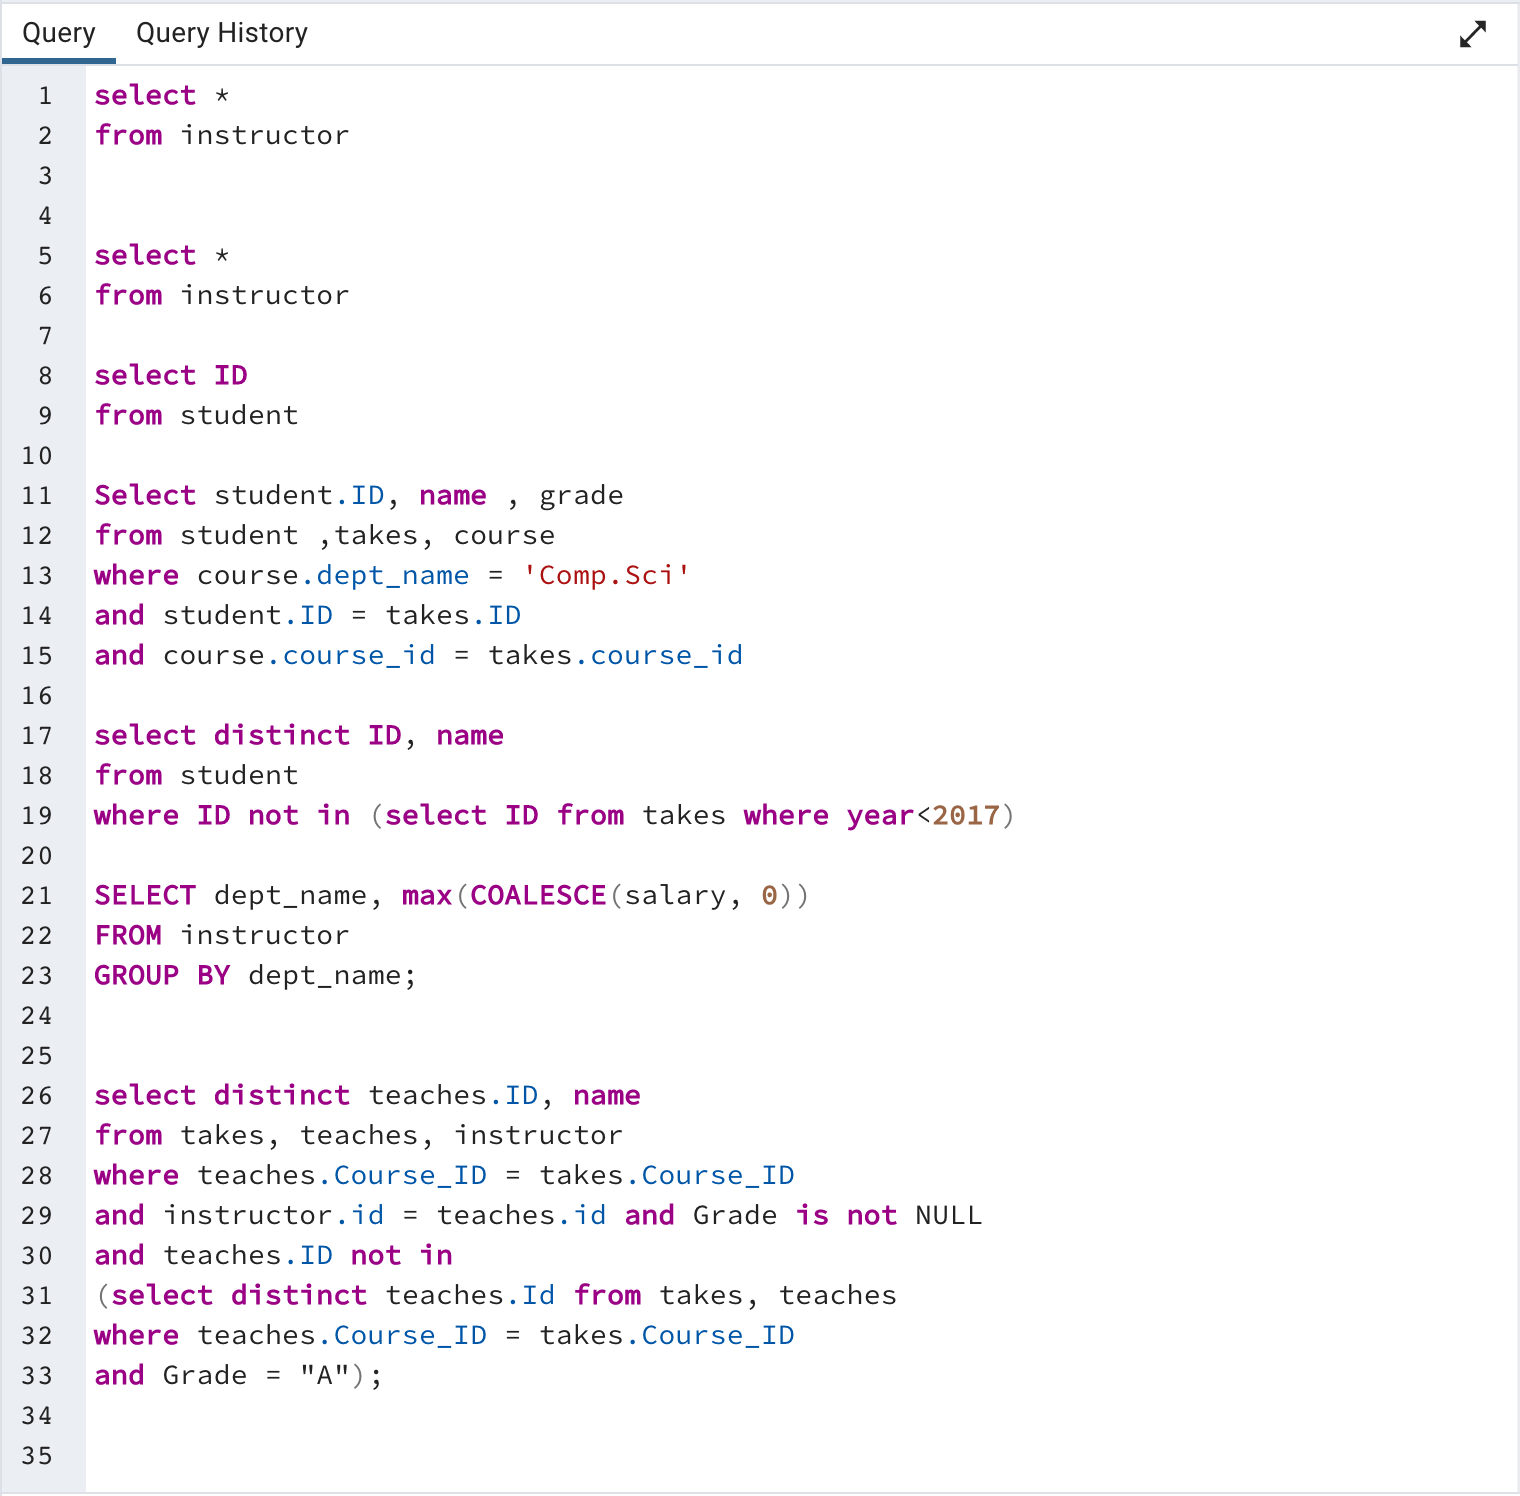 Query Query History
1 select *
2 from instructor
3
4
5 select *
6 from instructor
7
8 select ID
9 from student
10
11 Select student.ID, name , grade
12 from student ,takes, course
13 where course.dept_name = 'Comp.Sci'
14 and student.ID = takes.ID
15 and course.course_id = takes.course_id
16
17 select distinct ID, name
18 from student
19 where ID not in (select ID from takes where year<2017)
20
21 SELECT dept_name, max(COALESCE(salary, 0))
22 FROM instructor
23 GROUP BY dept_name;
24
25
26 select distinct teaches.ID, name
27 from takes, teaches, instructor
28 where teaches.Course_ID = takes.Course_ID
29 and instructor.id = teaches.id and Grade is not NULL
30 and teaches.ID not in
31 (select distinct teaches.Id from takes, teaches
32 where teaches.Course_ID = takes.Course_ID
33 and Grade = "A");
34
35